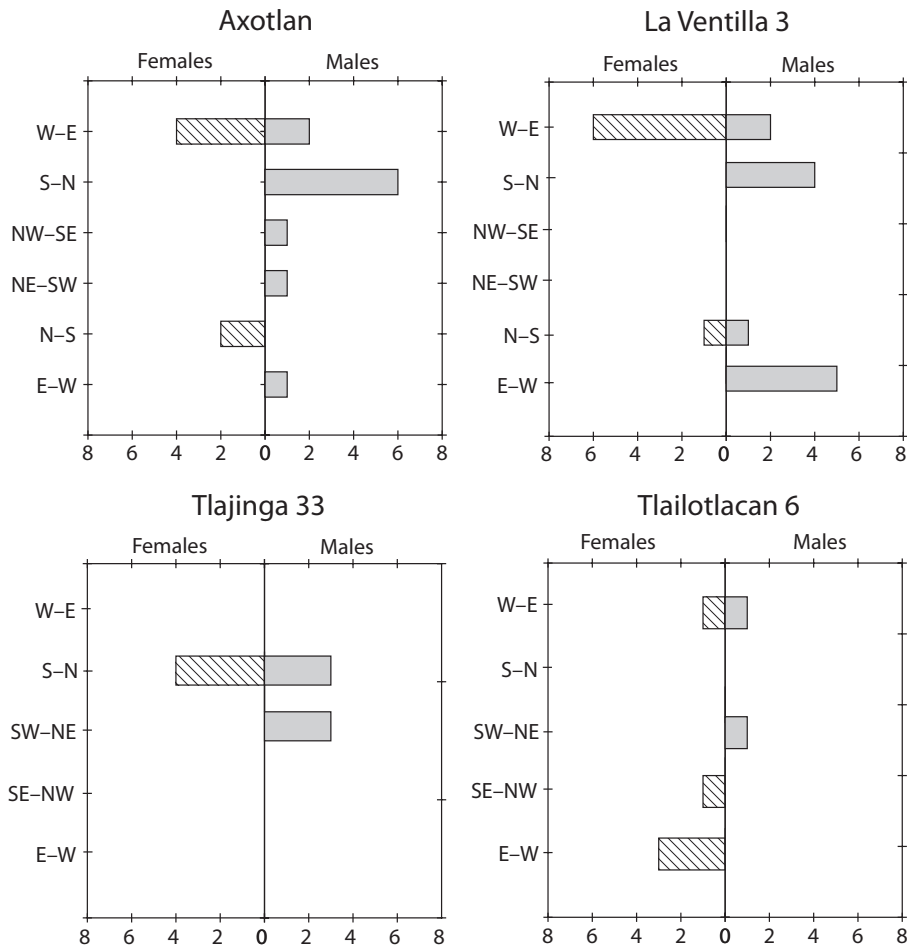 Axotlan
Females Males
W–E
S–N
NW–SE
NE–SW
N–S
E–W
8 6 4 2 0 2 4 6 8
La Ventilla 3
Females Males
W–E
S–N
NW–SE
NE–SW
N–S
E–W
8 6 4 2 0 2 4 6 8
Tlajinga 33
Females Males
W–E
S–N
SW–NE
SE–NW
E–W
8 6 4 2 0 2 4 6 8
Tlailotlacan 6
Females Males
W–E
S–N
SW–NE
SE–NW
E–W
8 6 4 2 0 2 4 6 8